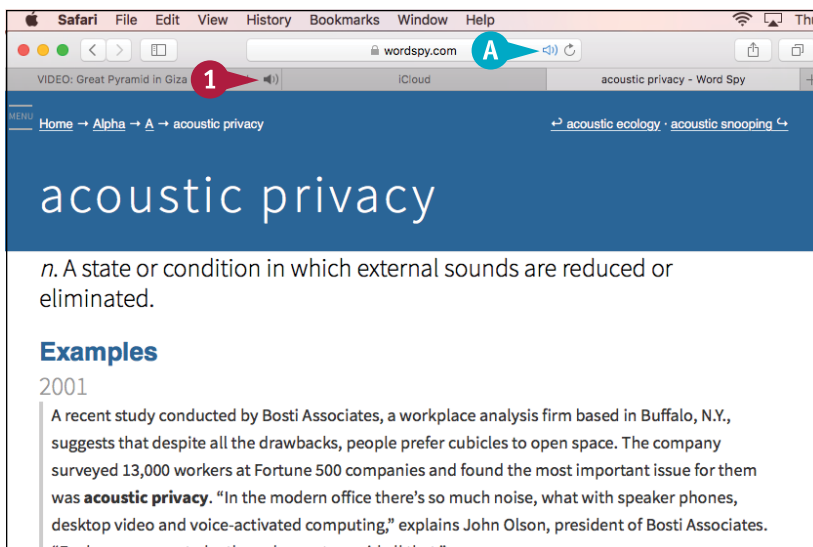 Safari File Edit View History Bookmarks Window Help Thu
A
wordspy.com
1
VIDEO: Great Pyramid in Giza iCloud acoustic privacy - Word Spy
MENU
Home → Alpha → A → acoustic privacy ↩ acoustic ecology · acoustic snooping ↪
acoustic privacy
n. A state or condition in which external sounds are reduced or
eliminated.
Examples
2001
A recent study conducted by Bosti Associates, a workplace analysis firm based in Buffalo, N.Y.,
suggests that despite all the drawbacks, people prefer cubicles to open space. The company
surveyed 13,000 workers at Fortune 500 companies and found the most important issue for them
was acoustic privacy. “In the modern office there's so much noise, what with speaker phones,
desktop video and voice-activated computing,” explains John Olson, president of Bosti Associates.